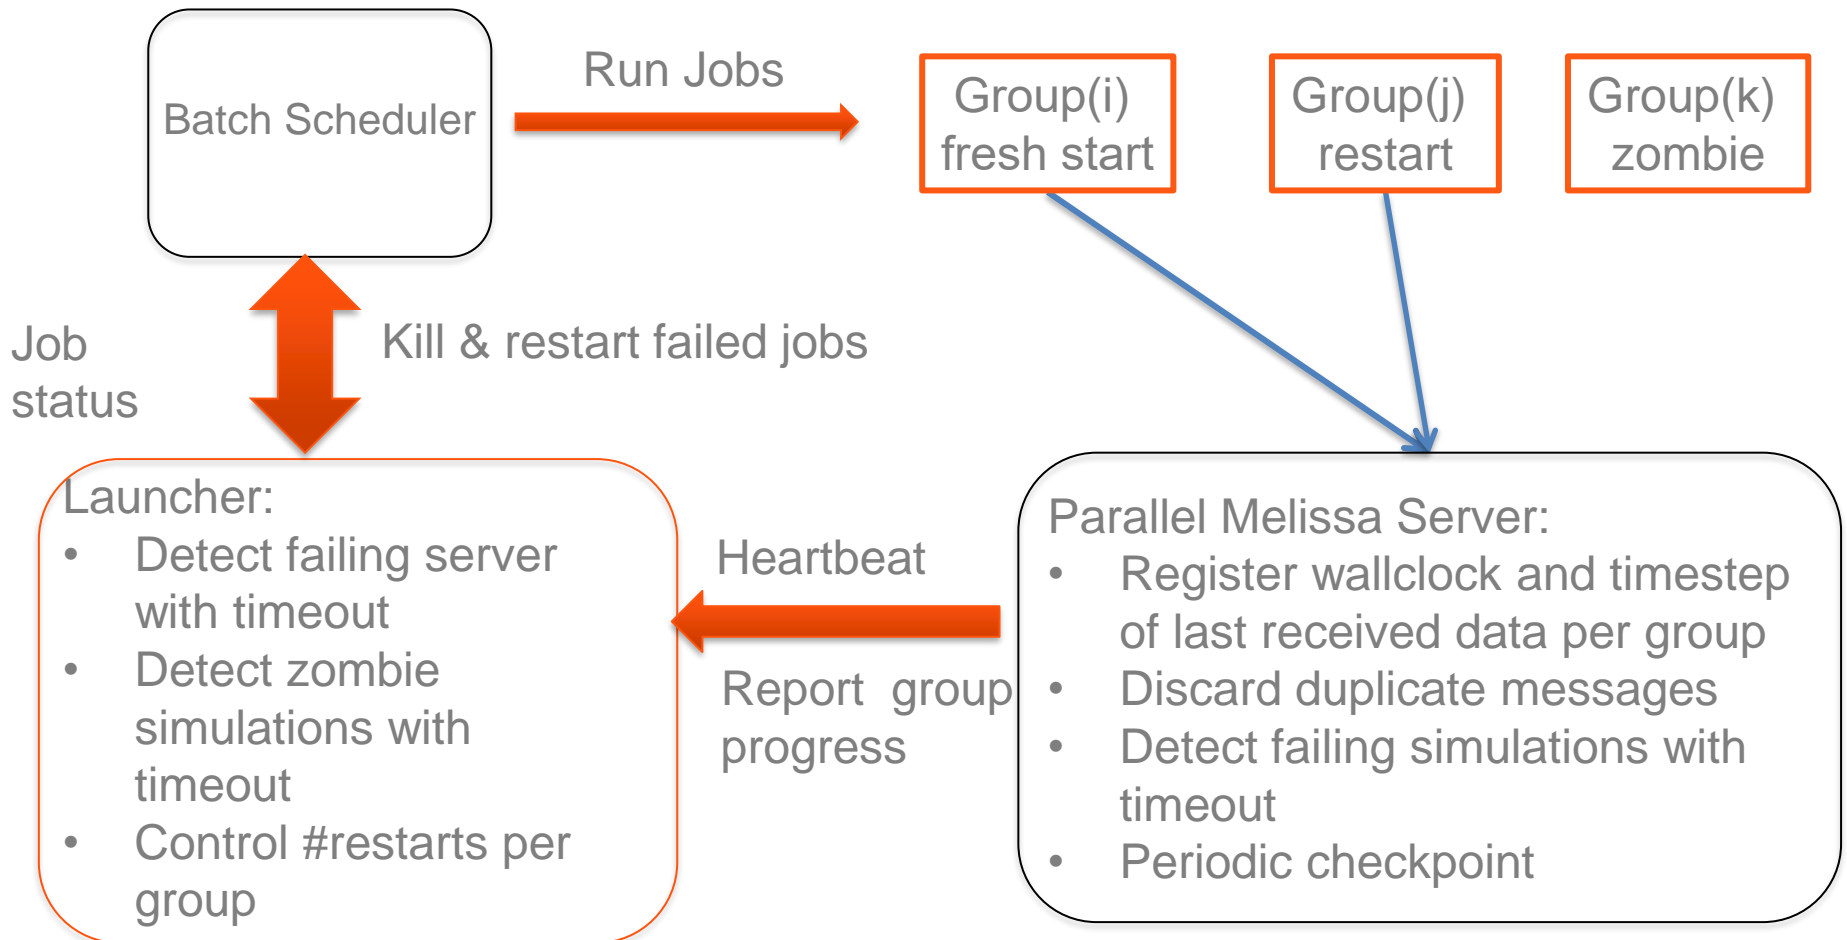 Batch Scheduler
Run Jobs
Group(i)
fresh start
Group(j)
restart
Group(k)
zombie
Job
status
Kill & restart failed jobs
Launcher:
• Detect failing server
with timeout
• Detect zombie
simulations with
timeout
• Control #restarts per
group
Heartbeat
Report group
progress
Parallel Melissa Server:
• Register wallclock and timestep
of last received data per group
• Discard duplicate messages
• Detect failing simulations with
timeout
• Periodic checkpoint